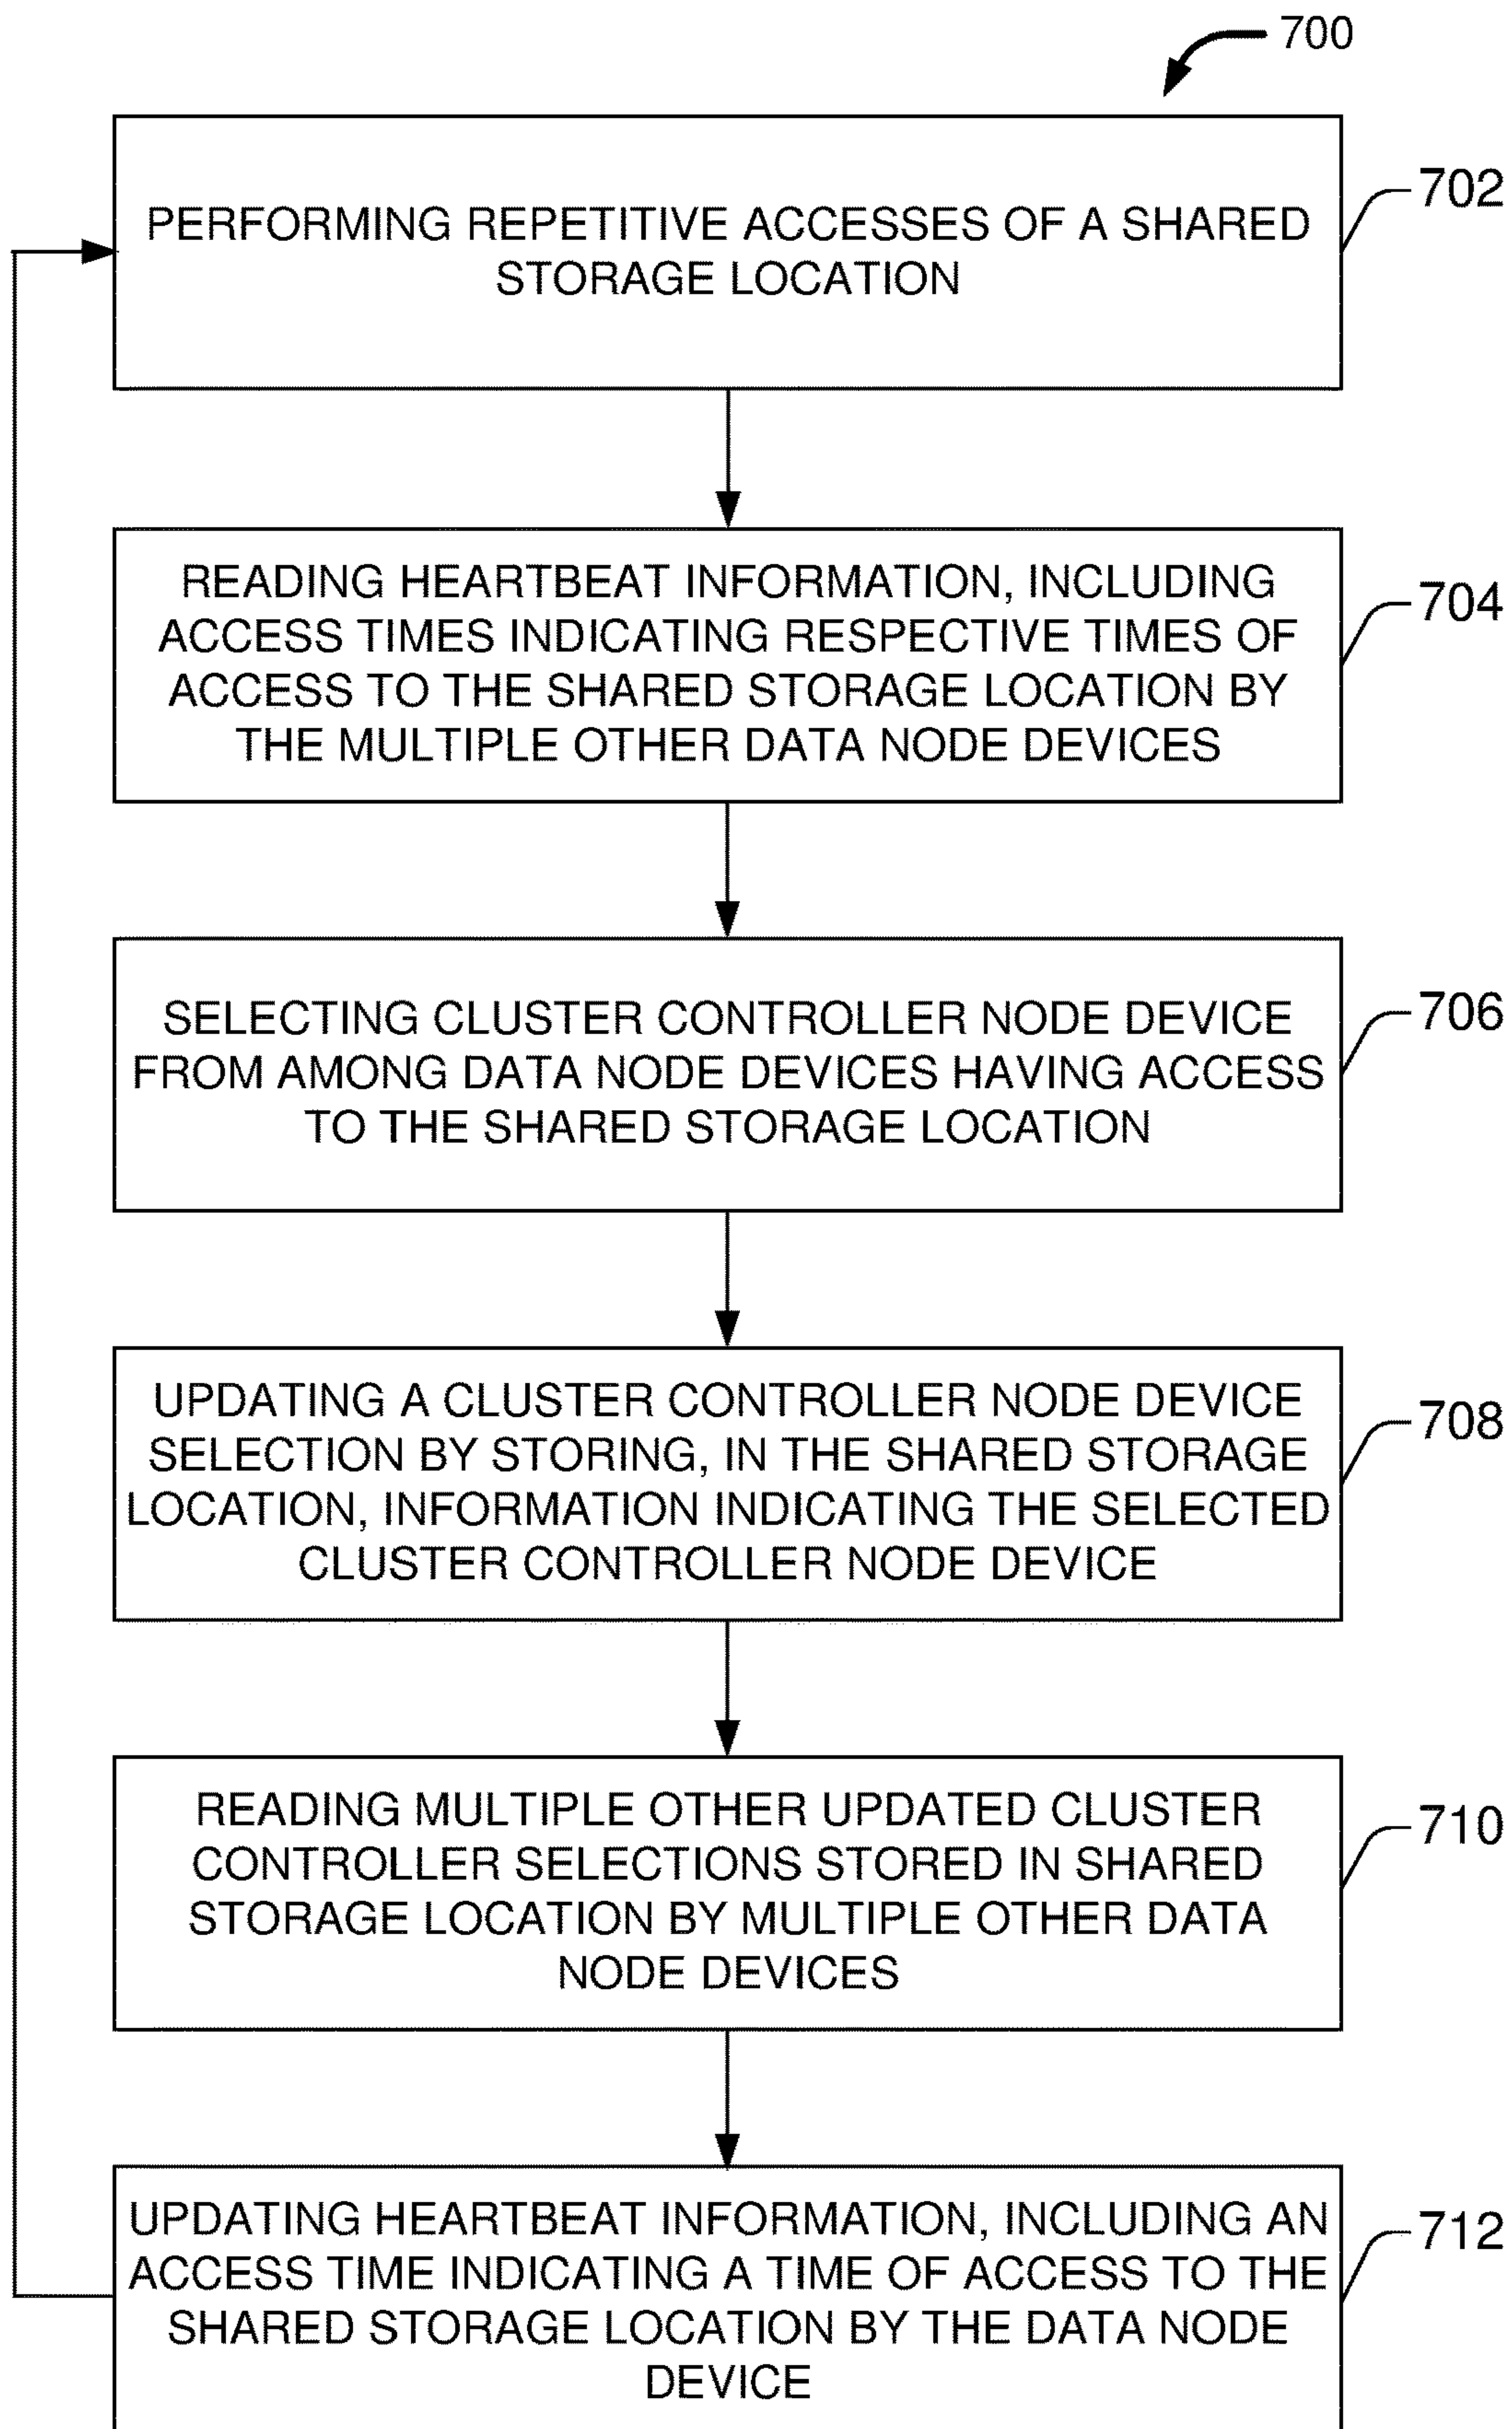 700
PERFORMING REPETITIVE ACCESSES OF A SHARED
STORAGE LOCATION
702
READING HEARTBEAT INFORMATION, INCLUDING
ACCESS TIMES INDICATING RESPECTIVE TIMES OF
ACCESS TO THE SHARED STORAGE LOCATION BY
THE MULTIPLE OTHER DATA NODE DEVICES
704
SELECTING CLUSTER CONTROLLER NODE DEVICE
FROM AMONG DATA NODE DEVICES HAVING ACCESS
TO THE SHARED STORAGE LOCATION
706
UPDATING A CLUSTER CONTROLLER NODE DEVICE
SELECTION BY STORING, IN THE SHARED STORAGE
LOCATION, INFORMATION INDICATING THE SELECTED
CLUSTER CONTROLLER NODE DEVICE
708
READING MULTIPLE OTHER UPDATED CLUSTER
CONTROLLER SELECTIONS STORED IN SHARED
STORAGE LOCATION BY MULTIPLE OTHER DATA
NODE DEVICES
710
UPDATING HEARTBEAT INFORMATION, INCLUDING AN
ACCESS TIME INDICATING A TIME OF ACCESS TO THE
SHARED STORAGE LOCATION BY THE DATA NODE
DEVICE
712